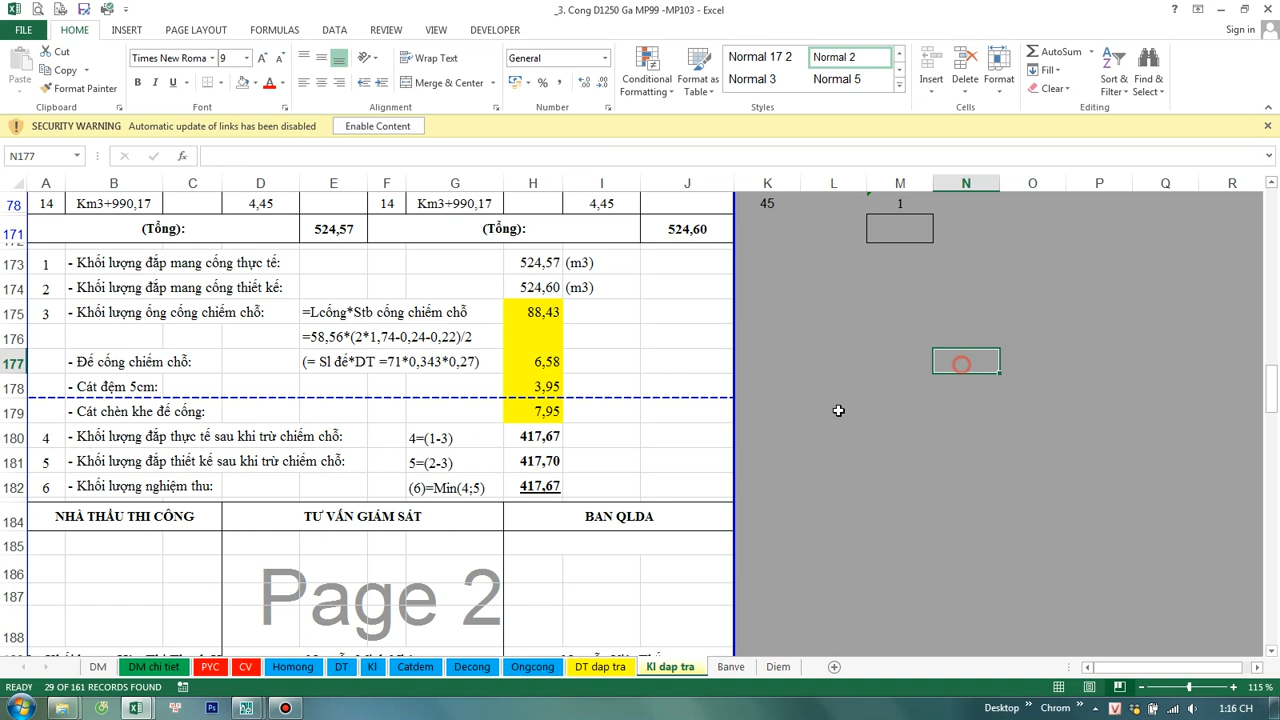 _3. Cong D1250 Ga MP99 -MP103 - Excel
FILE HOME INSERT PAGE LAYOUT FORMULAS DATA REVIEW VIEW DEVELOPER Sign in
Paste Cut Copy Format Painter Clipboard
Times New Roma 9 B I U Font
Wrap Text Merge & Center Alignment
General % Number
Conditional Formatting Format as Table Normal 17 2 Normal 2 Normal 3 Normal 5 Styles
Insert Delete Format Cells
AutoSum Fill Clear Sort & Filter Find & Select Editing
SECURITY WARNING Automatic update of links has been disabled Enable Content
N177 fx
A B C D E F G H I J K L M N O P Q R
78 14 Km3+990,17 4,45 14 Km3+990,17 4,45 45 1
171 (Tổng): 524,57 (Tổng): 524,60
173 1 - Khối lượng đắp mang cống thực tế: 524,57 (m3)
174 2 - Khối lượng đắp mang cống thiết kế: 524,60 (m3)
175 3 - Khối lượng ống cống chiếm chỗ: =Lcống*Stb cống chiếm chỗ 88,43
176 =58,56*(2*1,74-0,24-0,22)/2
177 - Đế cống chiếm chỗ: (= Sl đế*DT =71*0,343*0,27) 6,58
178 - Cát đệm 5cm: 3,95
179 - Cát chèn khe đế cống: 7,95
180 4 - Khối lượng đắp thực tế sau khi trừ chiếm chỗ: 4=(1-3) 417,67
181 5 - Khối lượng đắp thiết kế sau khi trừ chiếm chỗ: 5=(2-3) 417,70
182 6 - Khối lượng nghiệm thu: (6)=Min(4;5) 417,67
184 NHÀ THẦU THI CÔNG TƯ VẤN GIÁM SÁT BAN QLDA
185
186
187
188
Page 2
DM DM chi tiet PYC CV Homong DT Kl Catdem Decong Ongcong DT dap tra Kl dap tra Banve Diem
READY 29 OF 161 RECORDS FOUND 115 %
Desktop Chrom 1:16 CH